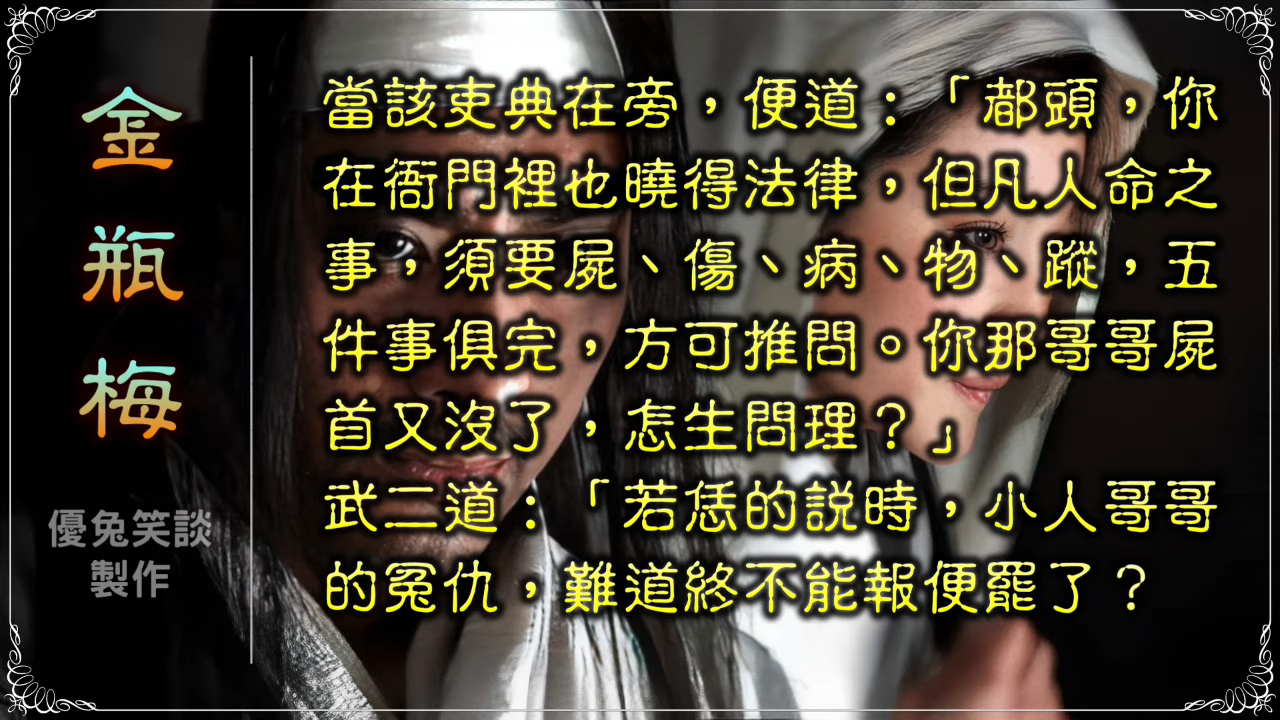 金瓶梅
優兔笑談
製作
當該吏典在旁，便道：「都頭，你
在衙門裡也曉得法律，但凡人命之
事，須要屍、傷、病、物、蹤，五
件事俱完，方可推問。你那哥哥屍
首又沒了，怎生問理？」
武二道：「若恁的說時，小人哥哥
的冤仇，難道終不能報便罷了？